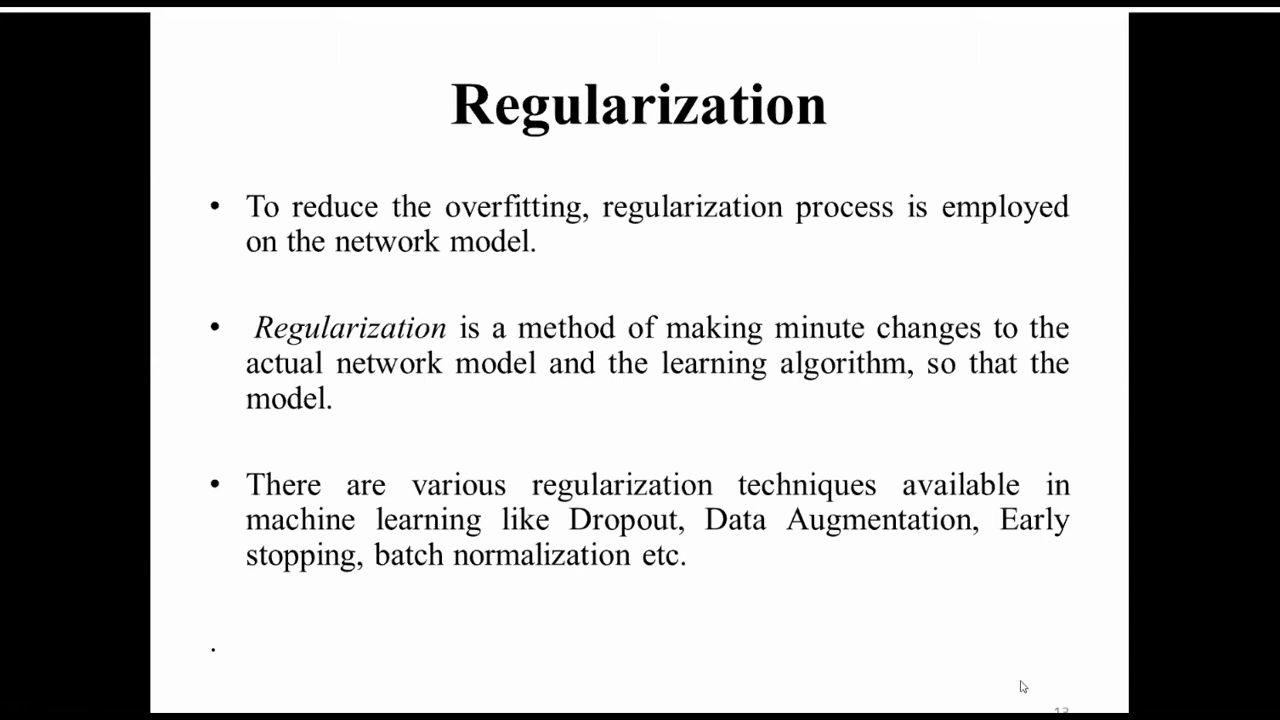 Regularization
• To reduce the overfitting, regularization process is employed
on the network model.
• Regularization is a method of making minute changes to the
actual network model and the learning algorithm, so that the
model.
• There are various regularization techniques available in
machine learning like Dropout, Data Augmentation, Early
stopping, batch normalization etc.
.
13